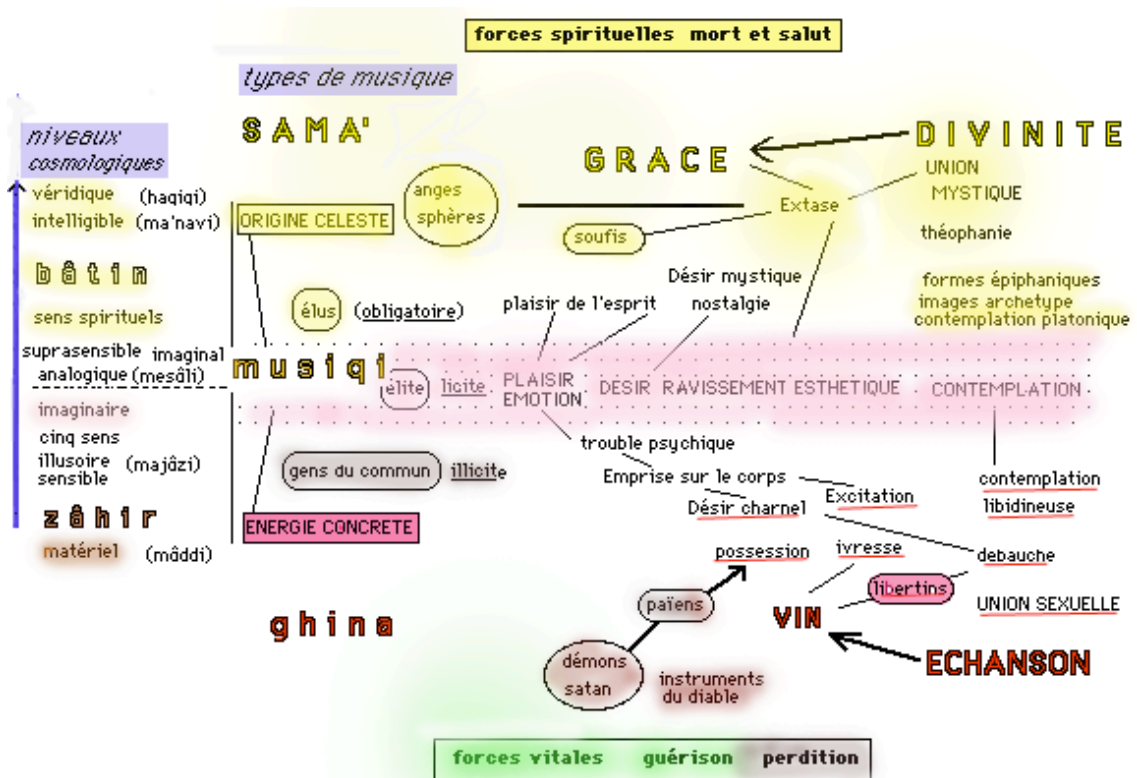 forces spirituelles mort et salut
types de musique
SAMA'
niveaux
cosmologiques
DIVINITE
GRACE
UNION
MYSTIQUE
véridique (haqiqi)
intelligible (ma'navi)
ORIGINE CELESTE
anges
sphères
Extase
soufis
théophanie
bâtin
Désir mystique
nostalgie
formes épiphaniques
images archetype
contemplation platonique
plaisir de l'esprit
élus (obligatoire)
sens spirituels
suprasensible imaginal
analogique (mesâli)
musiqi
élite licite
PLAISIR
EMOTION
DESIR RAVISSEMENT ESTHETIQUE CONTEMPLATION
imaginaire
cinq sens
illusoire (majâzi)
sensible
trouble psychique
gens du commun illicite
Emprise sur le corps
contemplation
libidineuse
Excitation
Désir charnel
zâhir
ENERGIE CONCRETE
matériel (mâddi)
possession
ivresse
debauche
libertins
païens
UNION SEXUELLE
VIN
ghina
ECHANSON
démons
satan
instruments
du diable
forces vitales guérison perdition